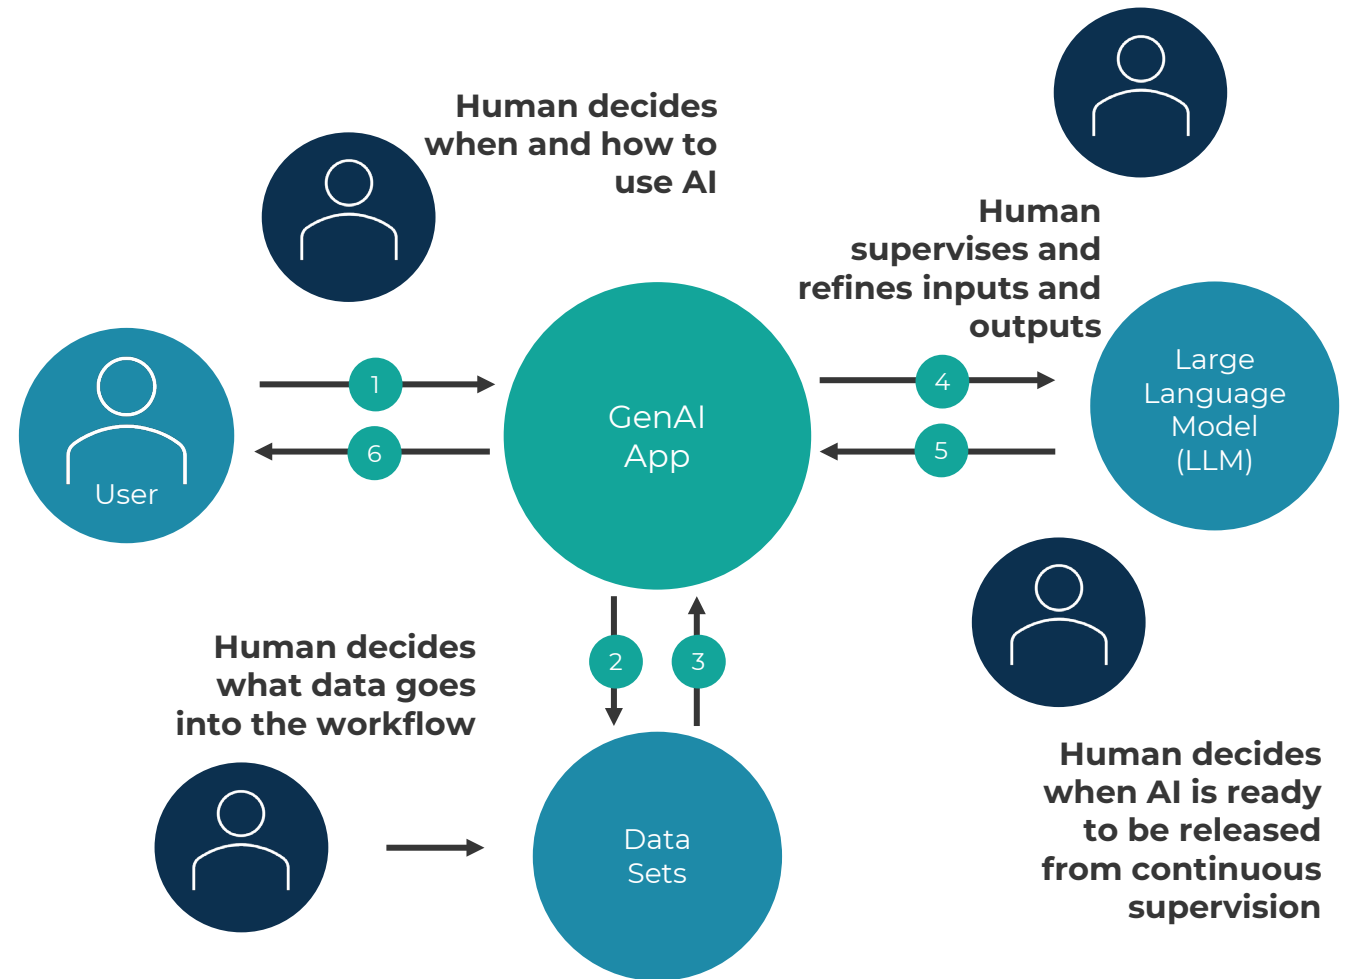 Human decides
when and how to
use AI
Human
supervises and
refines inputs and
outputs
User
1
6
GenAI
App
4
5
Large
Language
Model
(LLM)
2
3
Human decides
what data goes
into the workflow
Data
Sets
Human decides
when AI is ready
to be released
from continuous
supervision